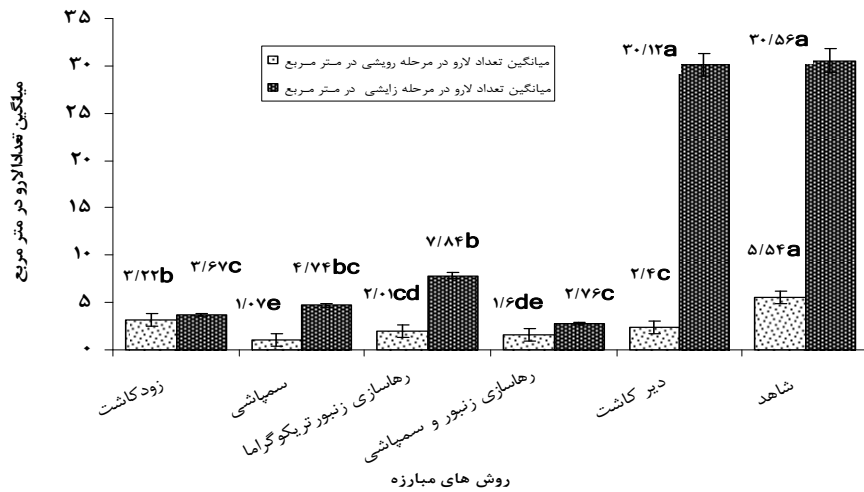 میانگین تعداد لارو در متر مربع
۳۵
۳۰
۲۵
۲۰
۱۵
۱۰
۵
۰
میانگین تعداد لارو در مرحله رویشی در متر مربع
میانگین تعداد لارو در مرحله زایشی در متر مربع
۳/۲۲b
۳/۶۷c
۱/۰۷e
۴/۷۴bc
۲/۰۱cd
۷/۸۴b
۱/۶de
۲/۷۶c
۲/۴c
۳۰/۱۲a
۵/۵۴a
۳۰/۵۶a
زودکاشت
سمپاشی
رهاسازی زنبور تریکوگراما
رهاسازی زنبور و سمپاشی
دیر کاشت
شاهد
روش های مبارزه